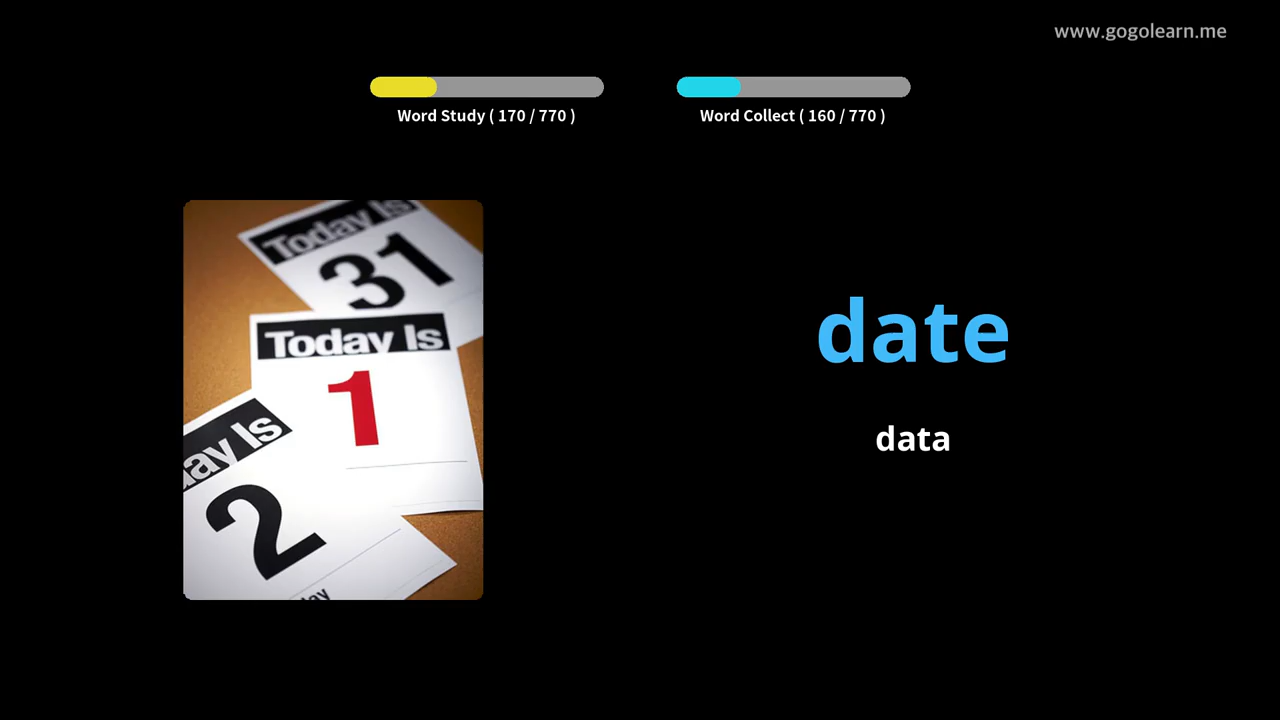 www.gogolearn.me
Word Study ( 170 / 770 )
Word Collect ( 160 / 770 )
Today Is
31
Today Is
1
day Is
2
date
data